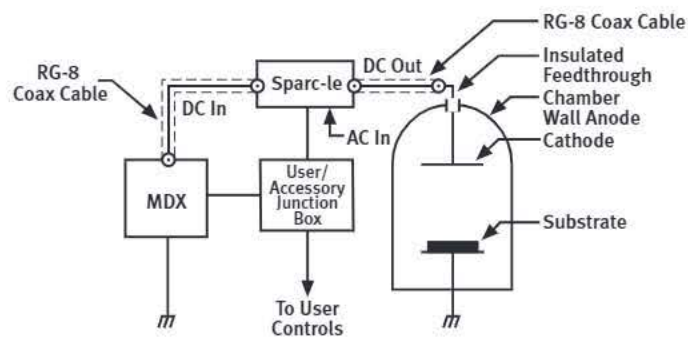 RG-8 Coax Cable
DC Out
Insulated
Feedthrough
RG-8
Coax Cable
Sparc-le
DC In
Chamber
Wall Anode
AC In
Cathode
MDX
User/
Accessory
Junction
Box
Substrate
To User
Controls